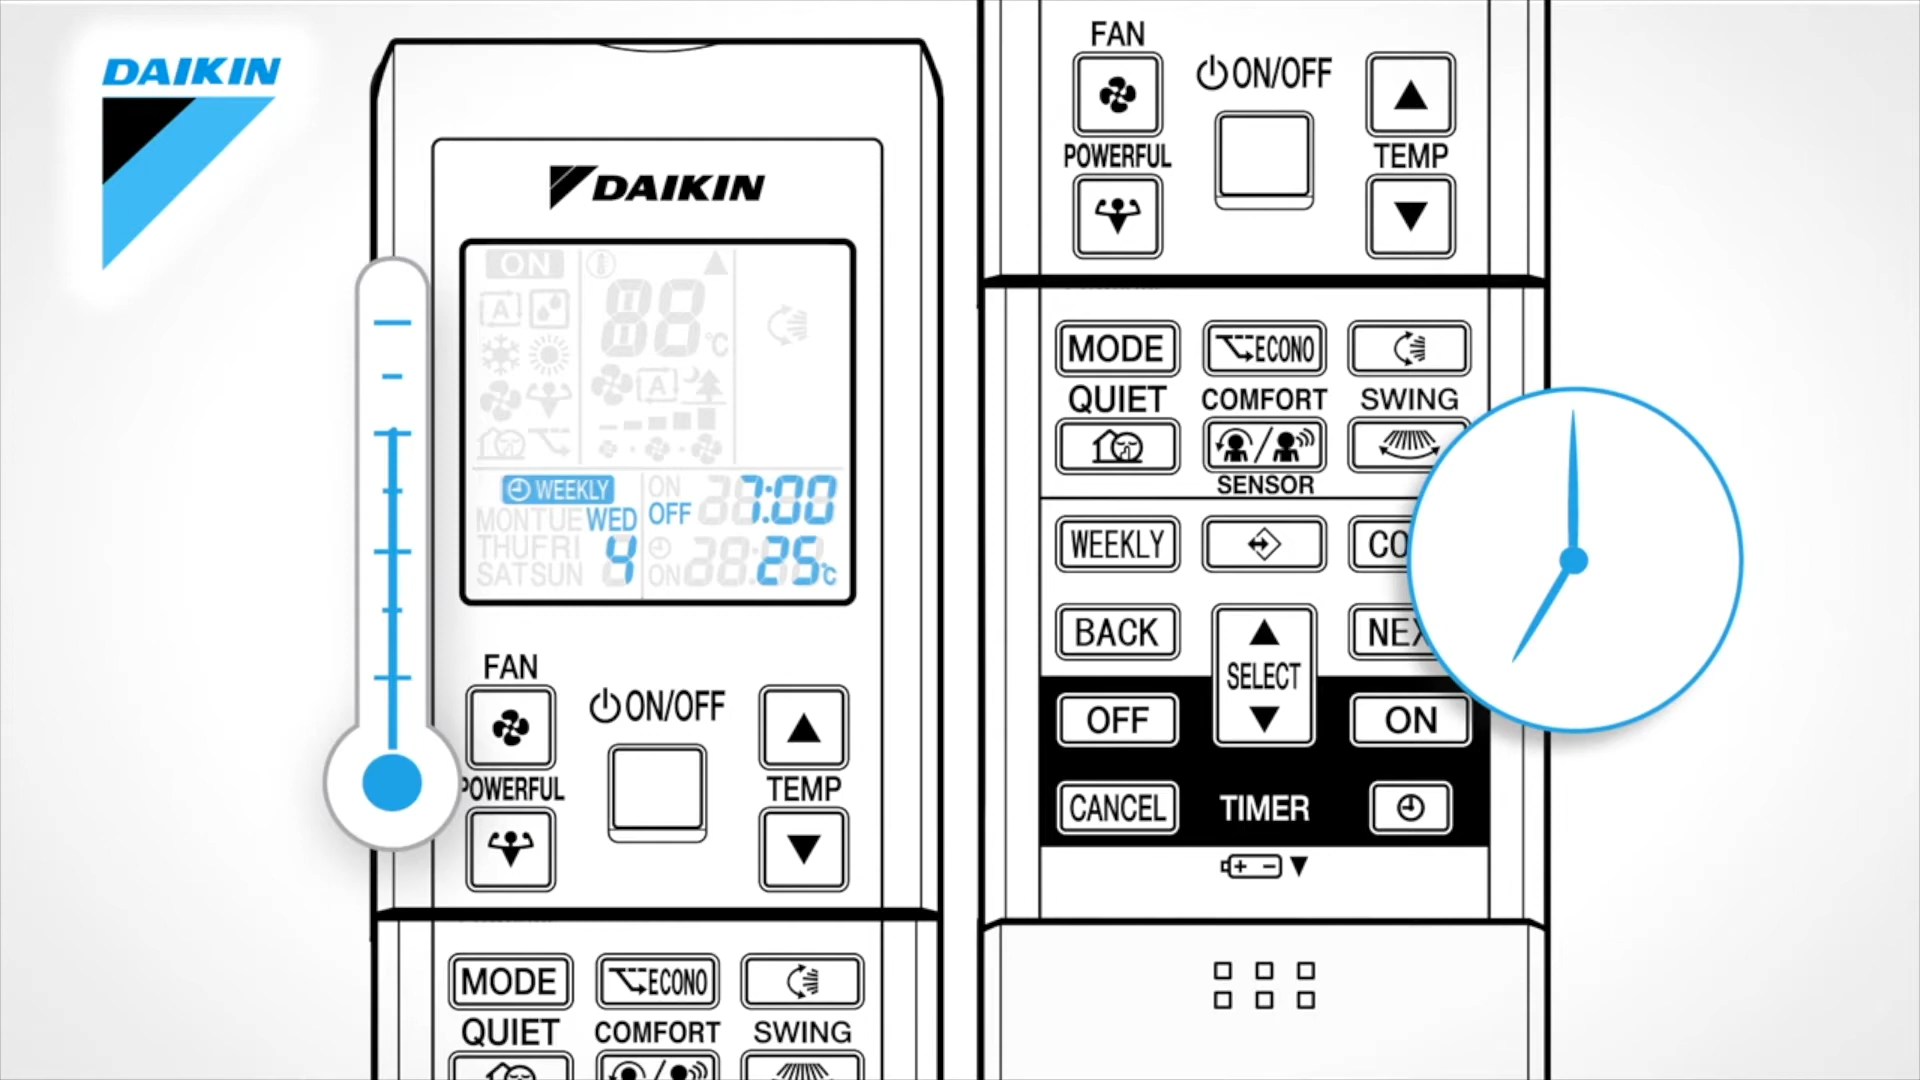 DAIKIN
DAIKIN
ON
A
88
°C
A
WEEKLY
ON
OFF 7:00
MON TUE WED
THU FRI 4
SAT SUN
ON 25°C
FAN
ON/OFF
POWERFUL
TEMP
MODE
ECONO
QUIET
COMFORT
SWING
FAN
ON/OFF
POWERFUL
TEMP
MODE
ECONO
QUIET
COMFORT
SWING
SENSOR
WEEKLY
CO
BACK
SELECT
NEX
OFF
ON
CANCEL
TIMER